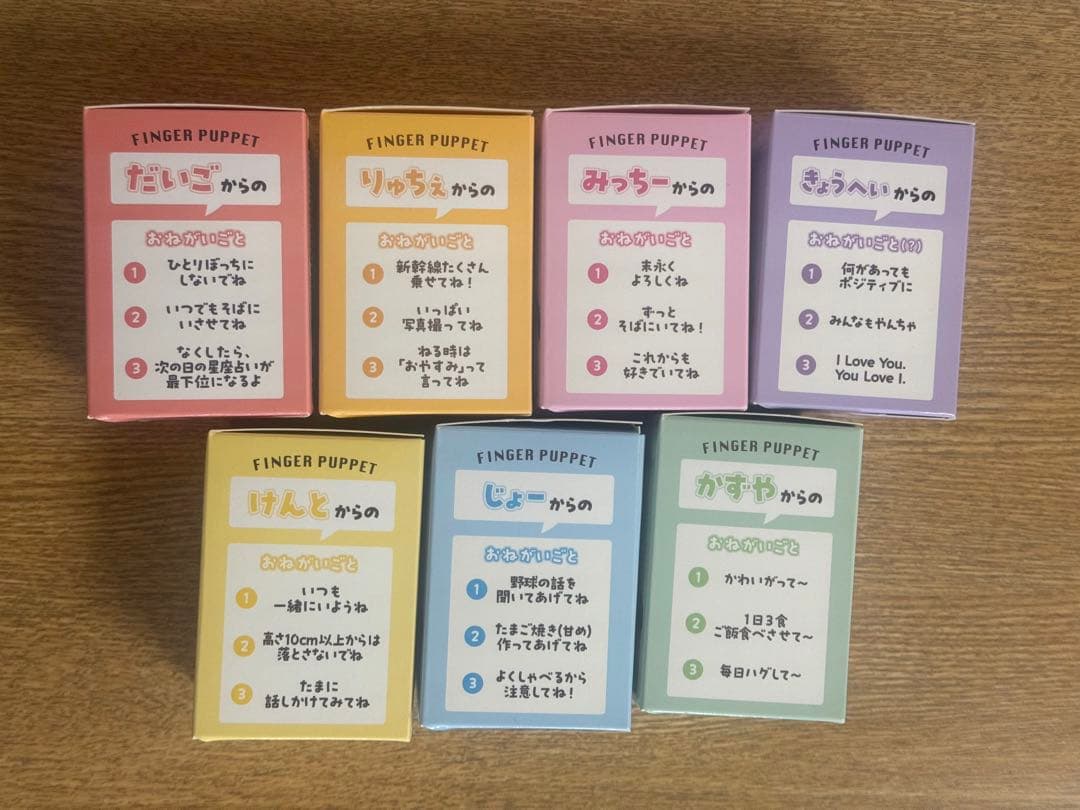 FINGER PUPPET
だいごからの
おねがいごと
1 ひとりぼっちに
しないでね
2 いつでもそばに
いさせてね
3 なくしたら、
次の日の星座占いが
最下位になるよ
FINGER PUPPET
りゅちぇからの
おねがいごと
1 新幹線たくさん
乗せてね!
2 いっぱい
写真撮ってね
3 ねる時は
「おやすみ」って
言ってね
FINGER PUPPET
みっちーからの
おねがいごと
1 末永く
よろしくね
2 ずっと
そばにいてね!
3 これからも
好きでいてね
FINGER PUPPET
きょうへいからの
おねがいごと(?)
1 何があっても
ポジティブに
2 みんなもやんちゃ
3 I Love You.
You Love I.
FINGER PUPPET
けんとからの
おねがいごと
1 いつも
一緒にいようね
2 高さ10cm以上からは
落とさないでね
3 たまに
話しかけてみてね
FINGER PUPPET
じょーからの
おねがいごと
1 野球の話を
聞いてあげてね
2 たまご焼き(甘め)
作ってあげてね
3 よくしゃべるから
注意してね!
FINGER PUPPET
かずやからの
おねがいごと
1 かわいがって〜
2 1日3食
ご飯食べさせて〜
3 毎日ハグして〜